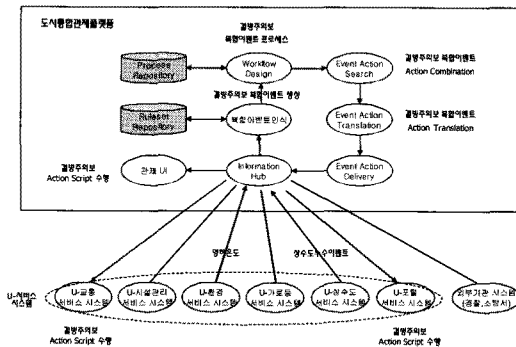 도시통합관제플랫폼
결빙주의보
복합이벤트 프로세스
Process
Repository
Workflow
Design
Event Action
Search
결빙주의보 복합이벤트
Action Combination
결빙주의보 복합이벤트 생성
Ruleset
Repository
복합이벤트인식
Event Action
Translation
결빙주의보 복합이벤트
Action Translation
결빙주의보
Action Script 수행
관제 UI
Information
Hub
Event Action
Delivery
영하온도
상수도누수이벤트
U-서비스
시스템
U-교통
서비스 시스템
U-시설관리
서비스 시스템
U-환경
서비스 시스템
U-가로등
서비스 시스템
U-상수도
서비스 시스템
U-포털
서비스 시스템
외부기관 시스템
(경찰,소방서)
결빙주의보
Action Script 수행
결빙주의보
Action Script 수행